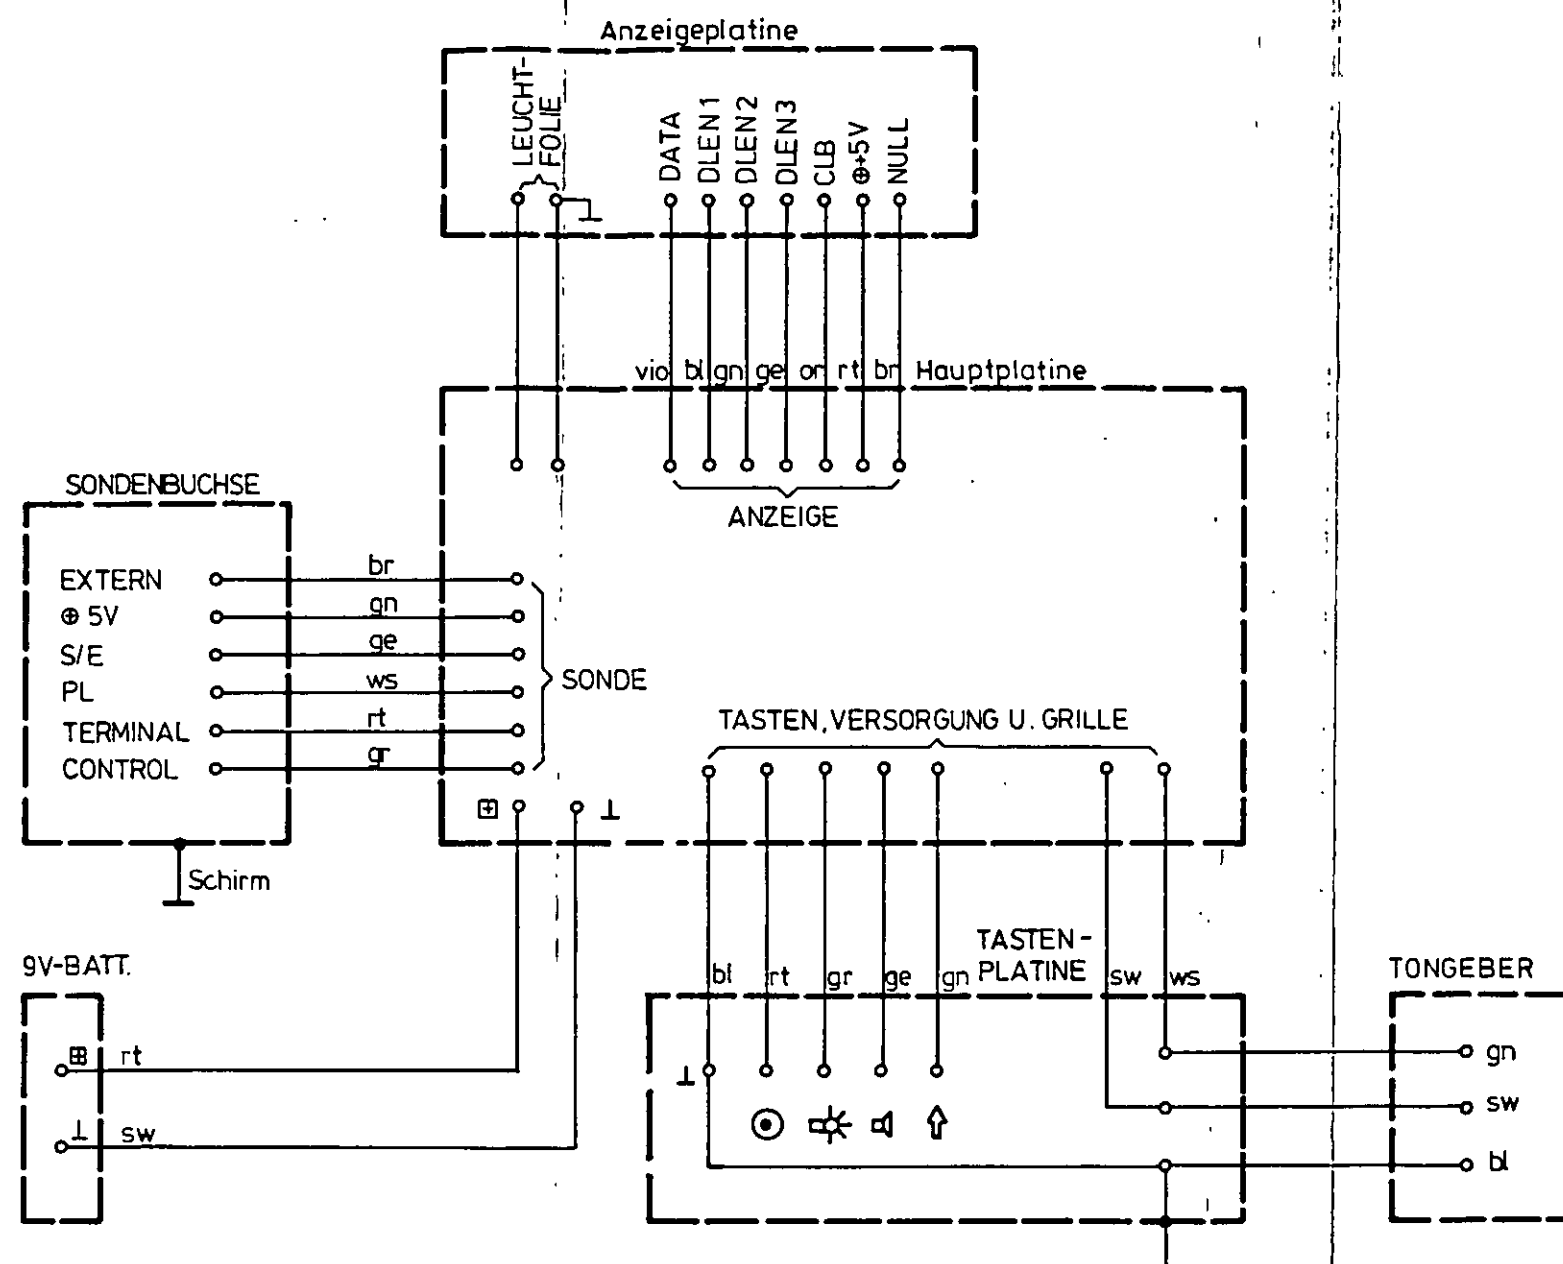 Anzeigeplatine
LEUCHT-
FOLIE
DATA
DLEN1
DLEN2
DLEN3
CLB
⊕+5V
NULL
vio bl gn ge or rt br Hauptplatine
ANZEIGE
SONDENBUCHSE
EXTERN br
⊕ 5V gn
S/E ge
PL ws
TERMINAL rt
CONTROL gr
SONDE
TASTEN, VERSORGUNG U. GRILLE
⊞ ⊥
Schirm
9V-BATT.
⊞ rt
⊥ sw
TASTEN-
PLATINE
bl rt gr ge gn sw ws
⊥
TONGEBER
gn
sw
bl